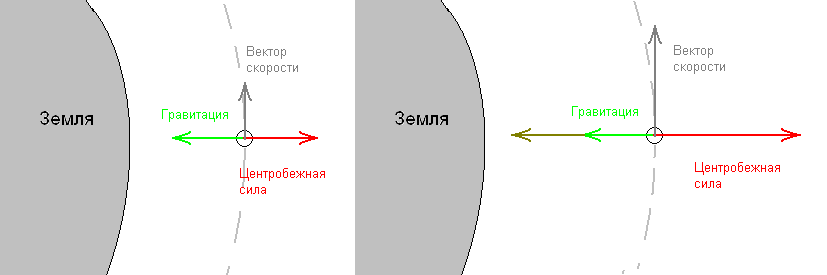 Вектор
скорости
Гравитация
Земля
Центробежная
сила
Вектор
скорости
Гравитация
Земля
Центробежная
сила